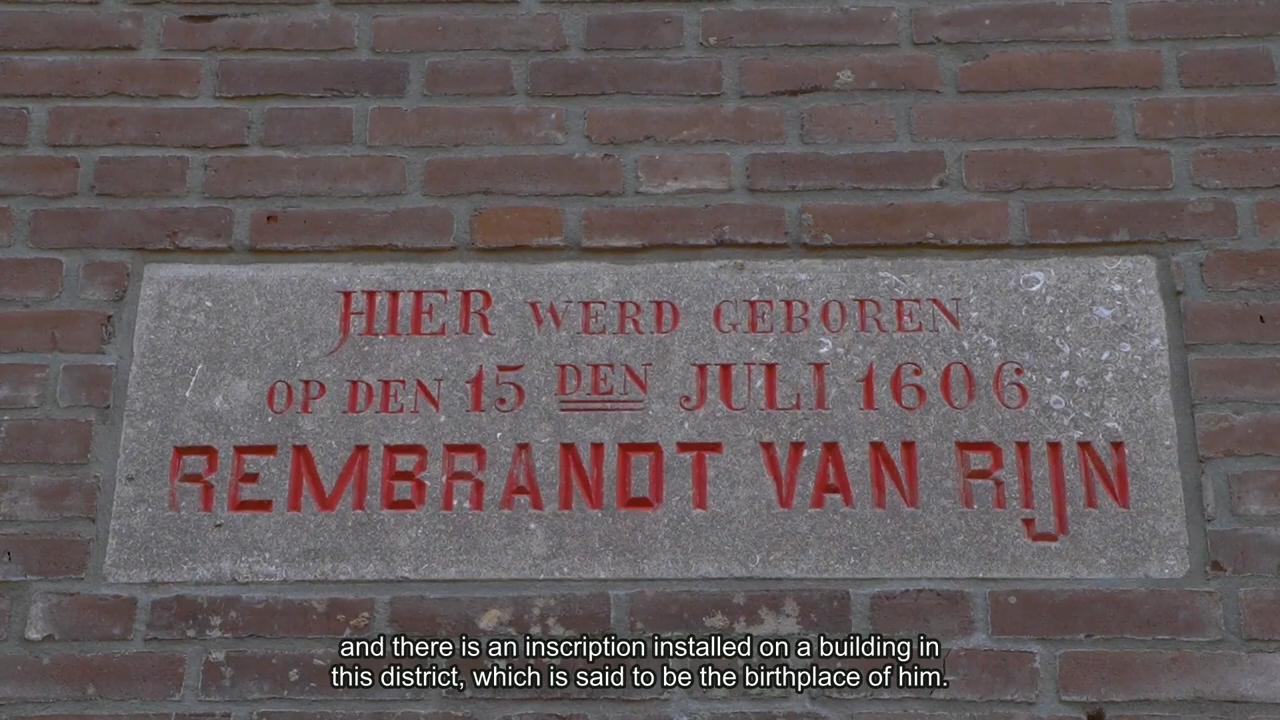 HIER WERD GEBOREN
OP DEN 15 DEN JULI 1606
REMBRANDT VAN RIJN
and there is an inscription installed on a building in
this district, which is said to be the birthplace of him.